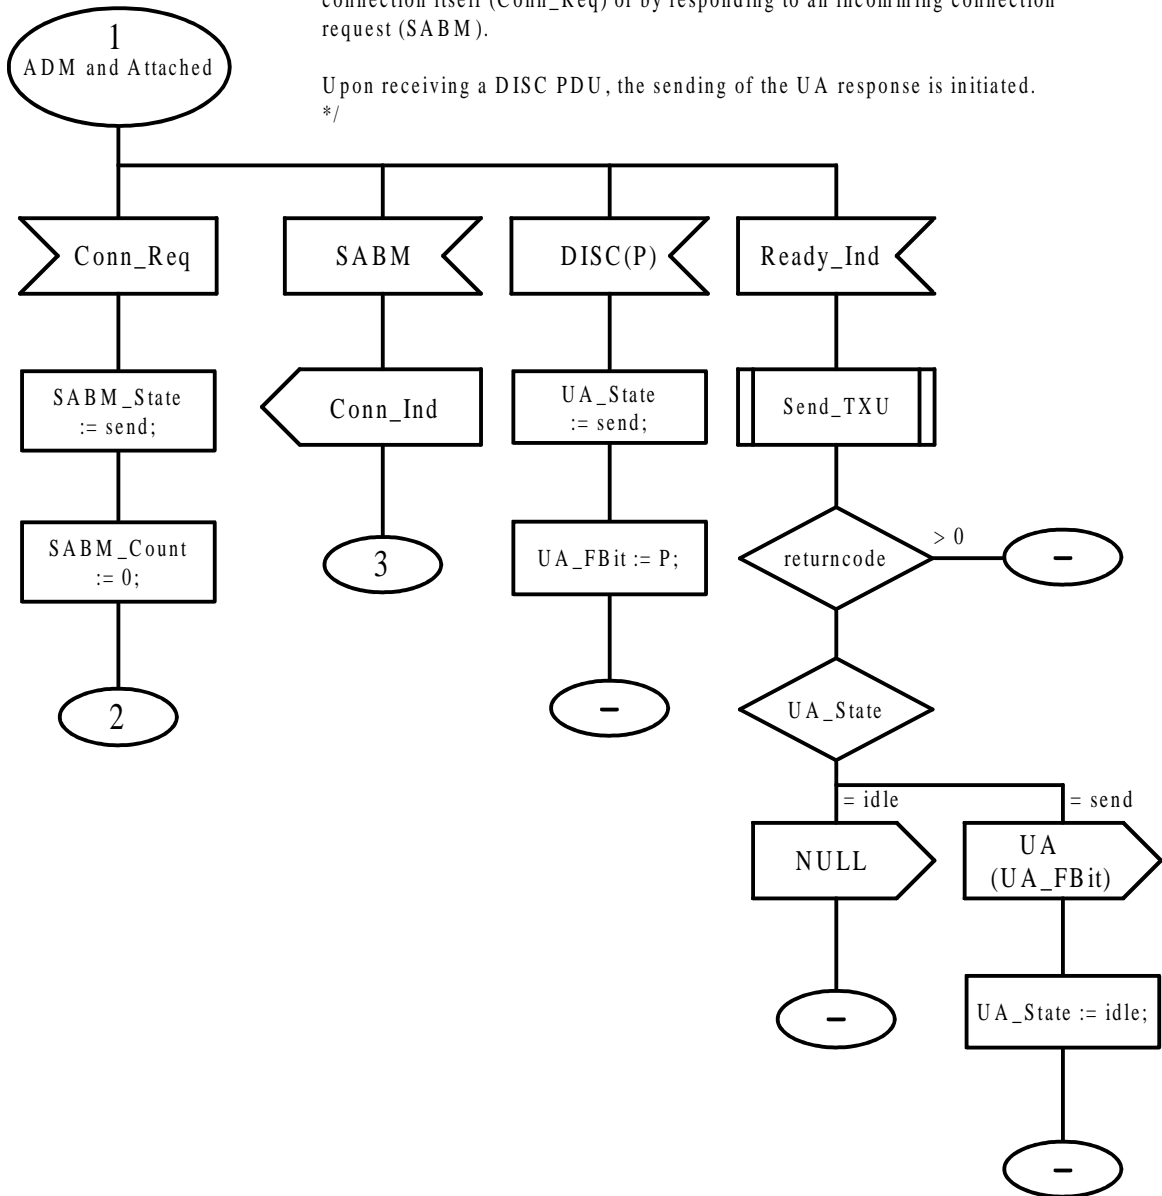 connection itself (Conn_Req) or by responding to an incomming connection
request (SABM).
Upon receiving a DISC PDU, the sending of the UA response is initiated.
*/
1
ADM and Attached
Conn_Req
SABM
DISC(P)
Ready_Ind
SABM_State
:= send;
Conn_Ind
UA_State
:= send;
Send_TXU
SABM_Count
:= 0;
3
UA_FBit := P;
returncode
> 0
-
2
-
UA_State
= idle
= send
NULL
UA
(UA_FBit)
-
UA_State := idle;
-